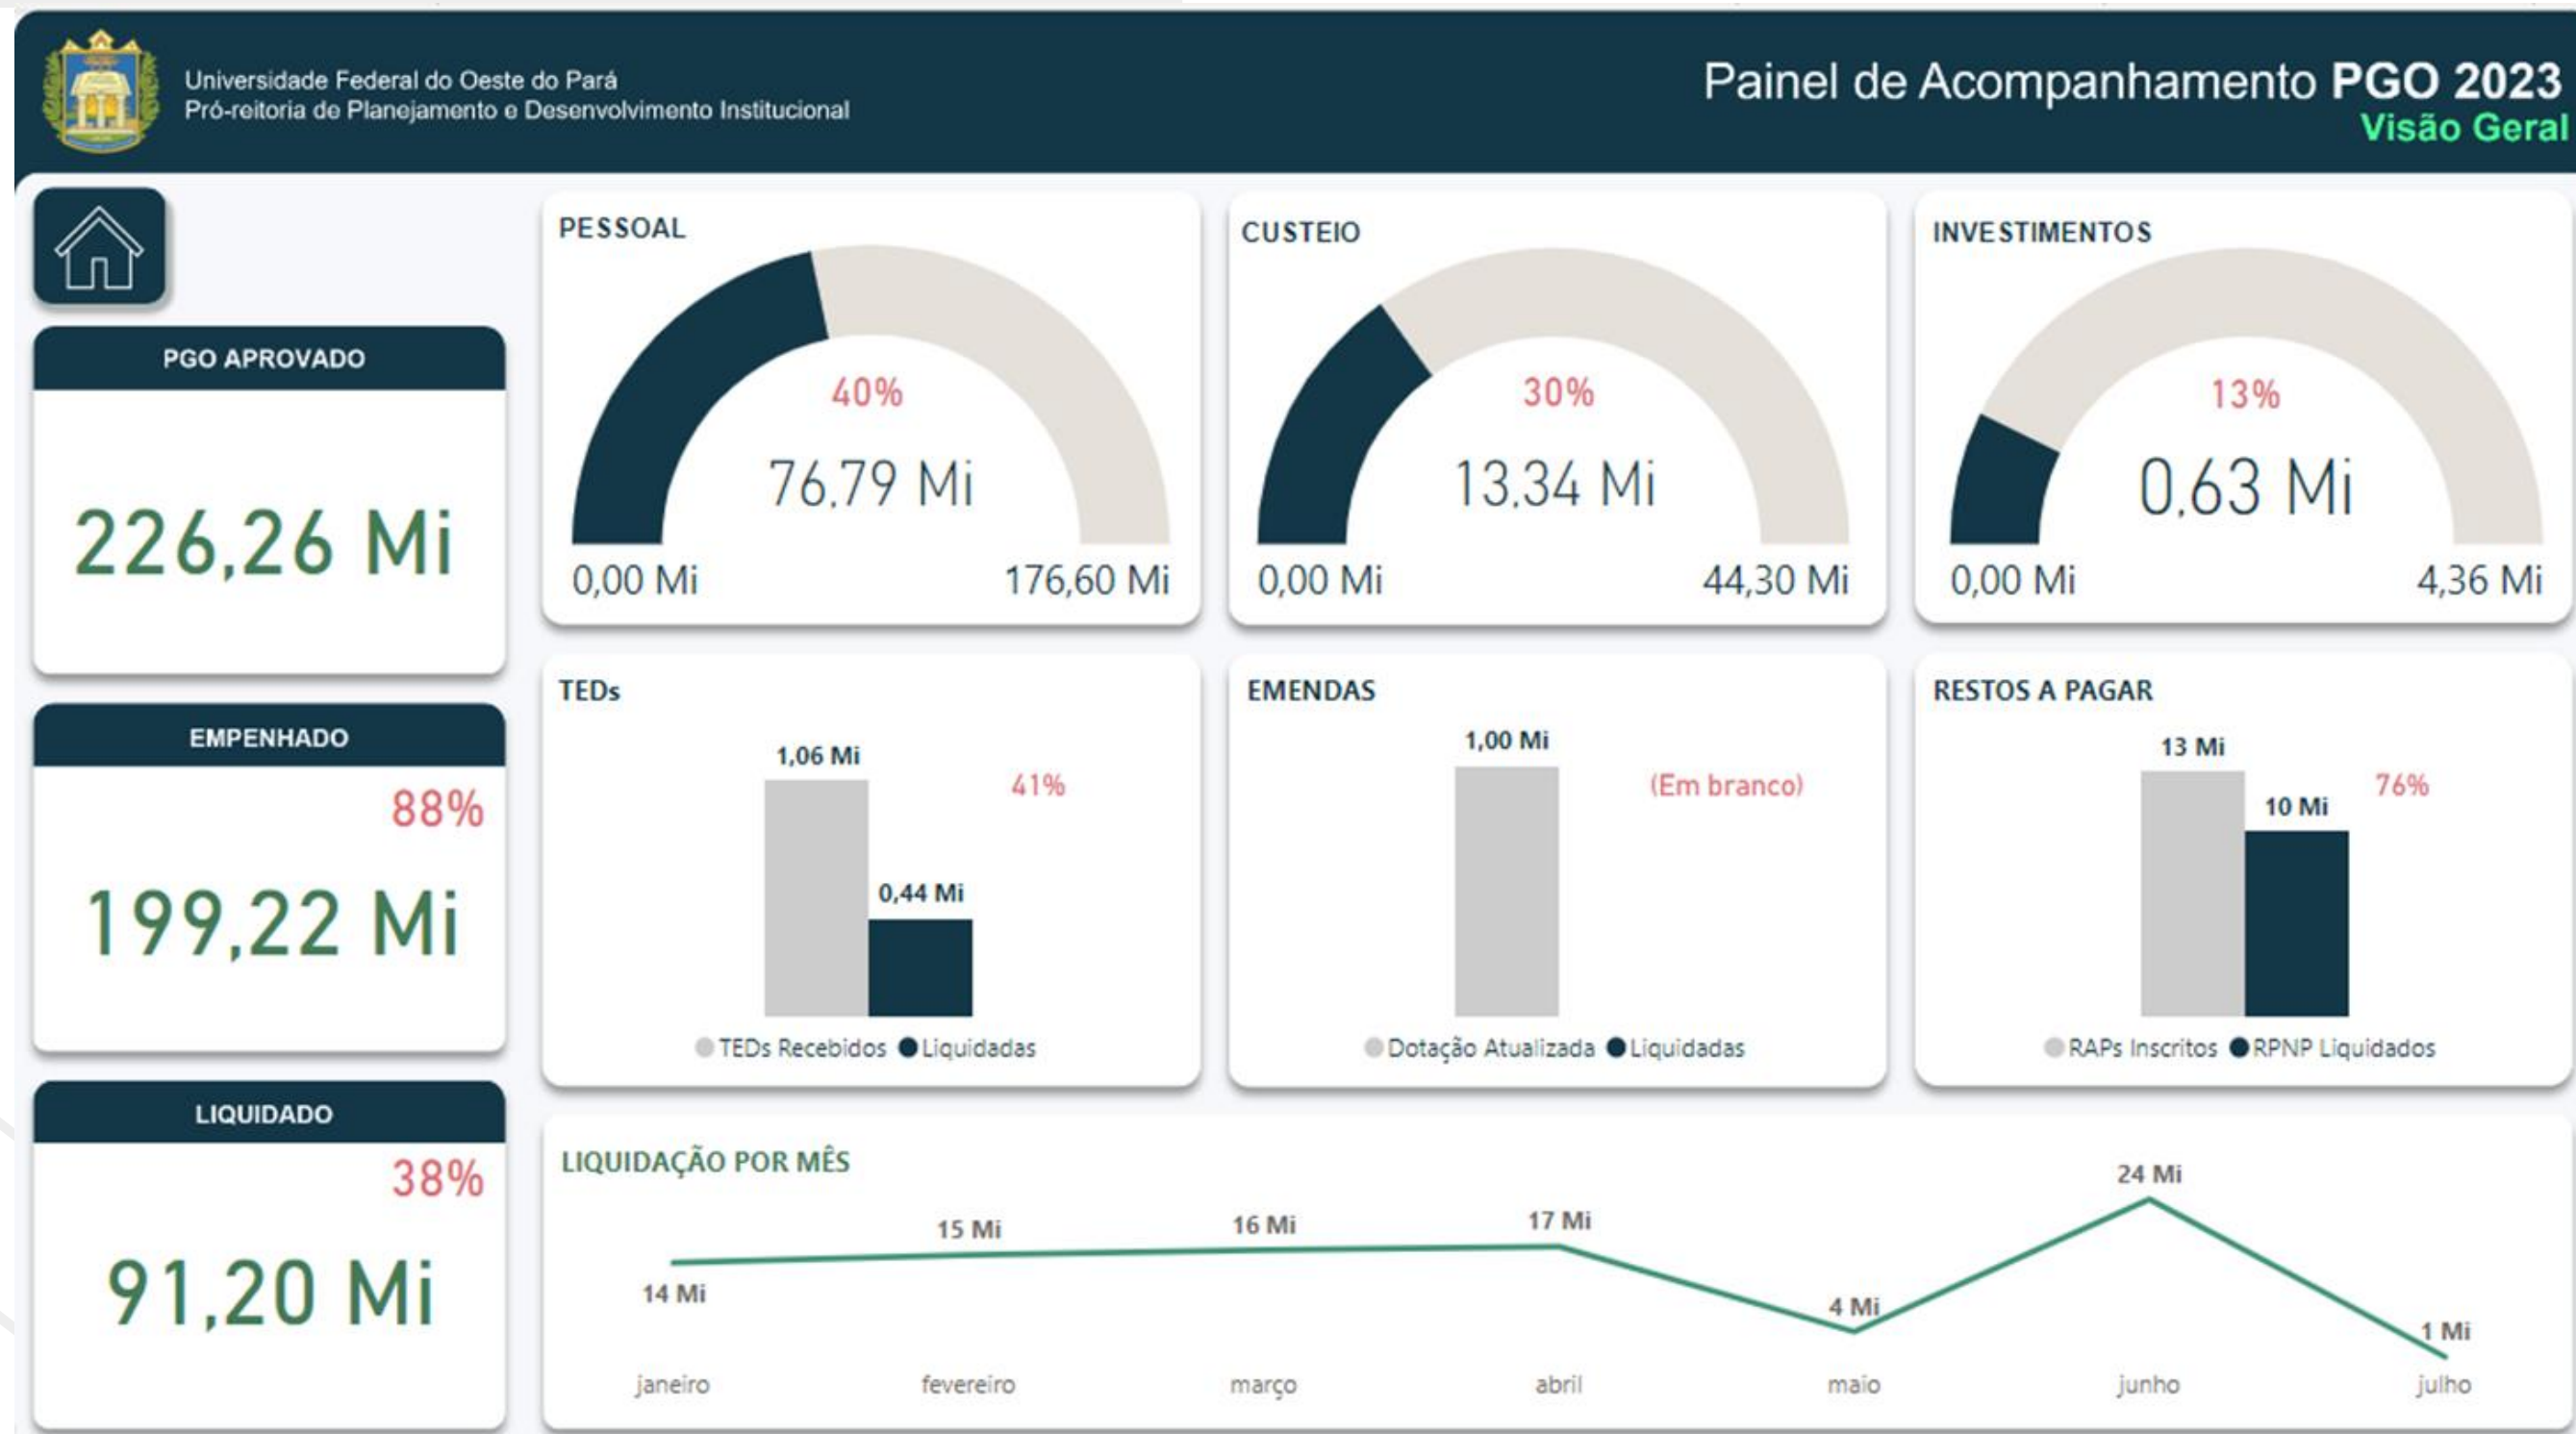 Universidade Federal do Oeste do Pará
Pró-reitoria de Planejamento e Desenvolvimento Institucional
Painel de Acompanhamento PGO 2023
Visão Geral
PGO APROVADO
226,26 Mi
EMPENHADO
88%
199,22 Mi
LIQUIDADO
38%
91,20 Mi
PESSOAL
40%
76,79 Mi
0,00 Mi
176,60 Mi
CUSTEIO
30%
13,34 Mi
0,00 Mi
44,30 Mi
INVESTIMENTOS
13%
0,63 Mi
0,00 Mi
4,36 Mi
TEDs
1,06 Mi
41%
0,44 Mi
TEDs Recebidos Liquidadas
EMENDAS
1,00 Mi
(Em branco)
Dotação Atualizada Liquidadas
RESTOS A PAGAR
13 Mi
76%
10 Mi
RAPs Inscritos RPNP Liquidados
LIQUIDAÇÃO POR MÊS
14 Mi
15 Mi
16 Mi
17 Mi
4 Mi
24 Mi
1 Mi
janeiro fevereiro março abril maio junho julho